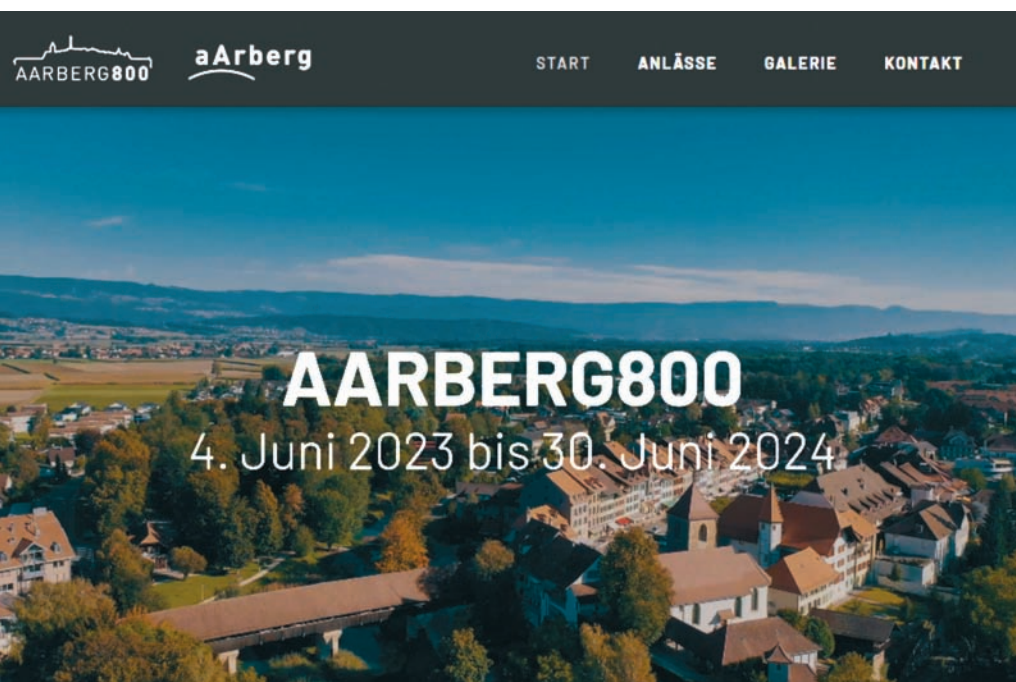 AARBERG800
aArberg
START ANLÄSSE GALERIE KONTAKT
AARBERG800
4. Juni 2023 bis 30. Juni 2024